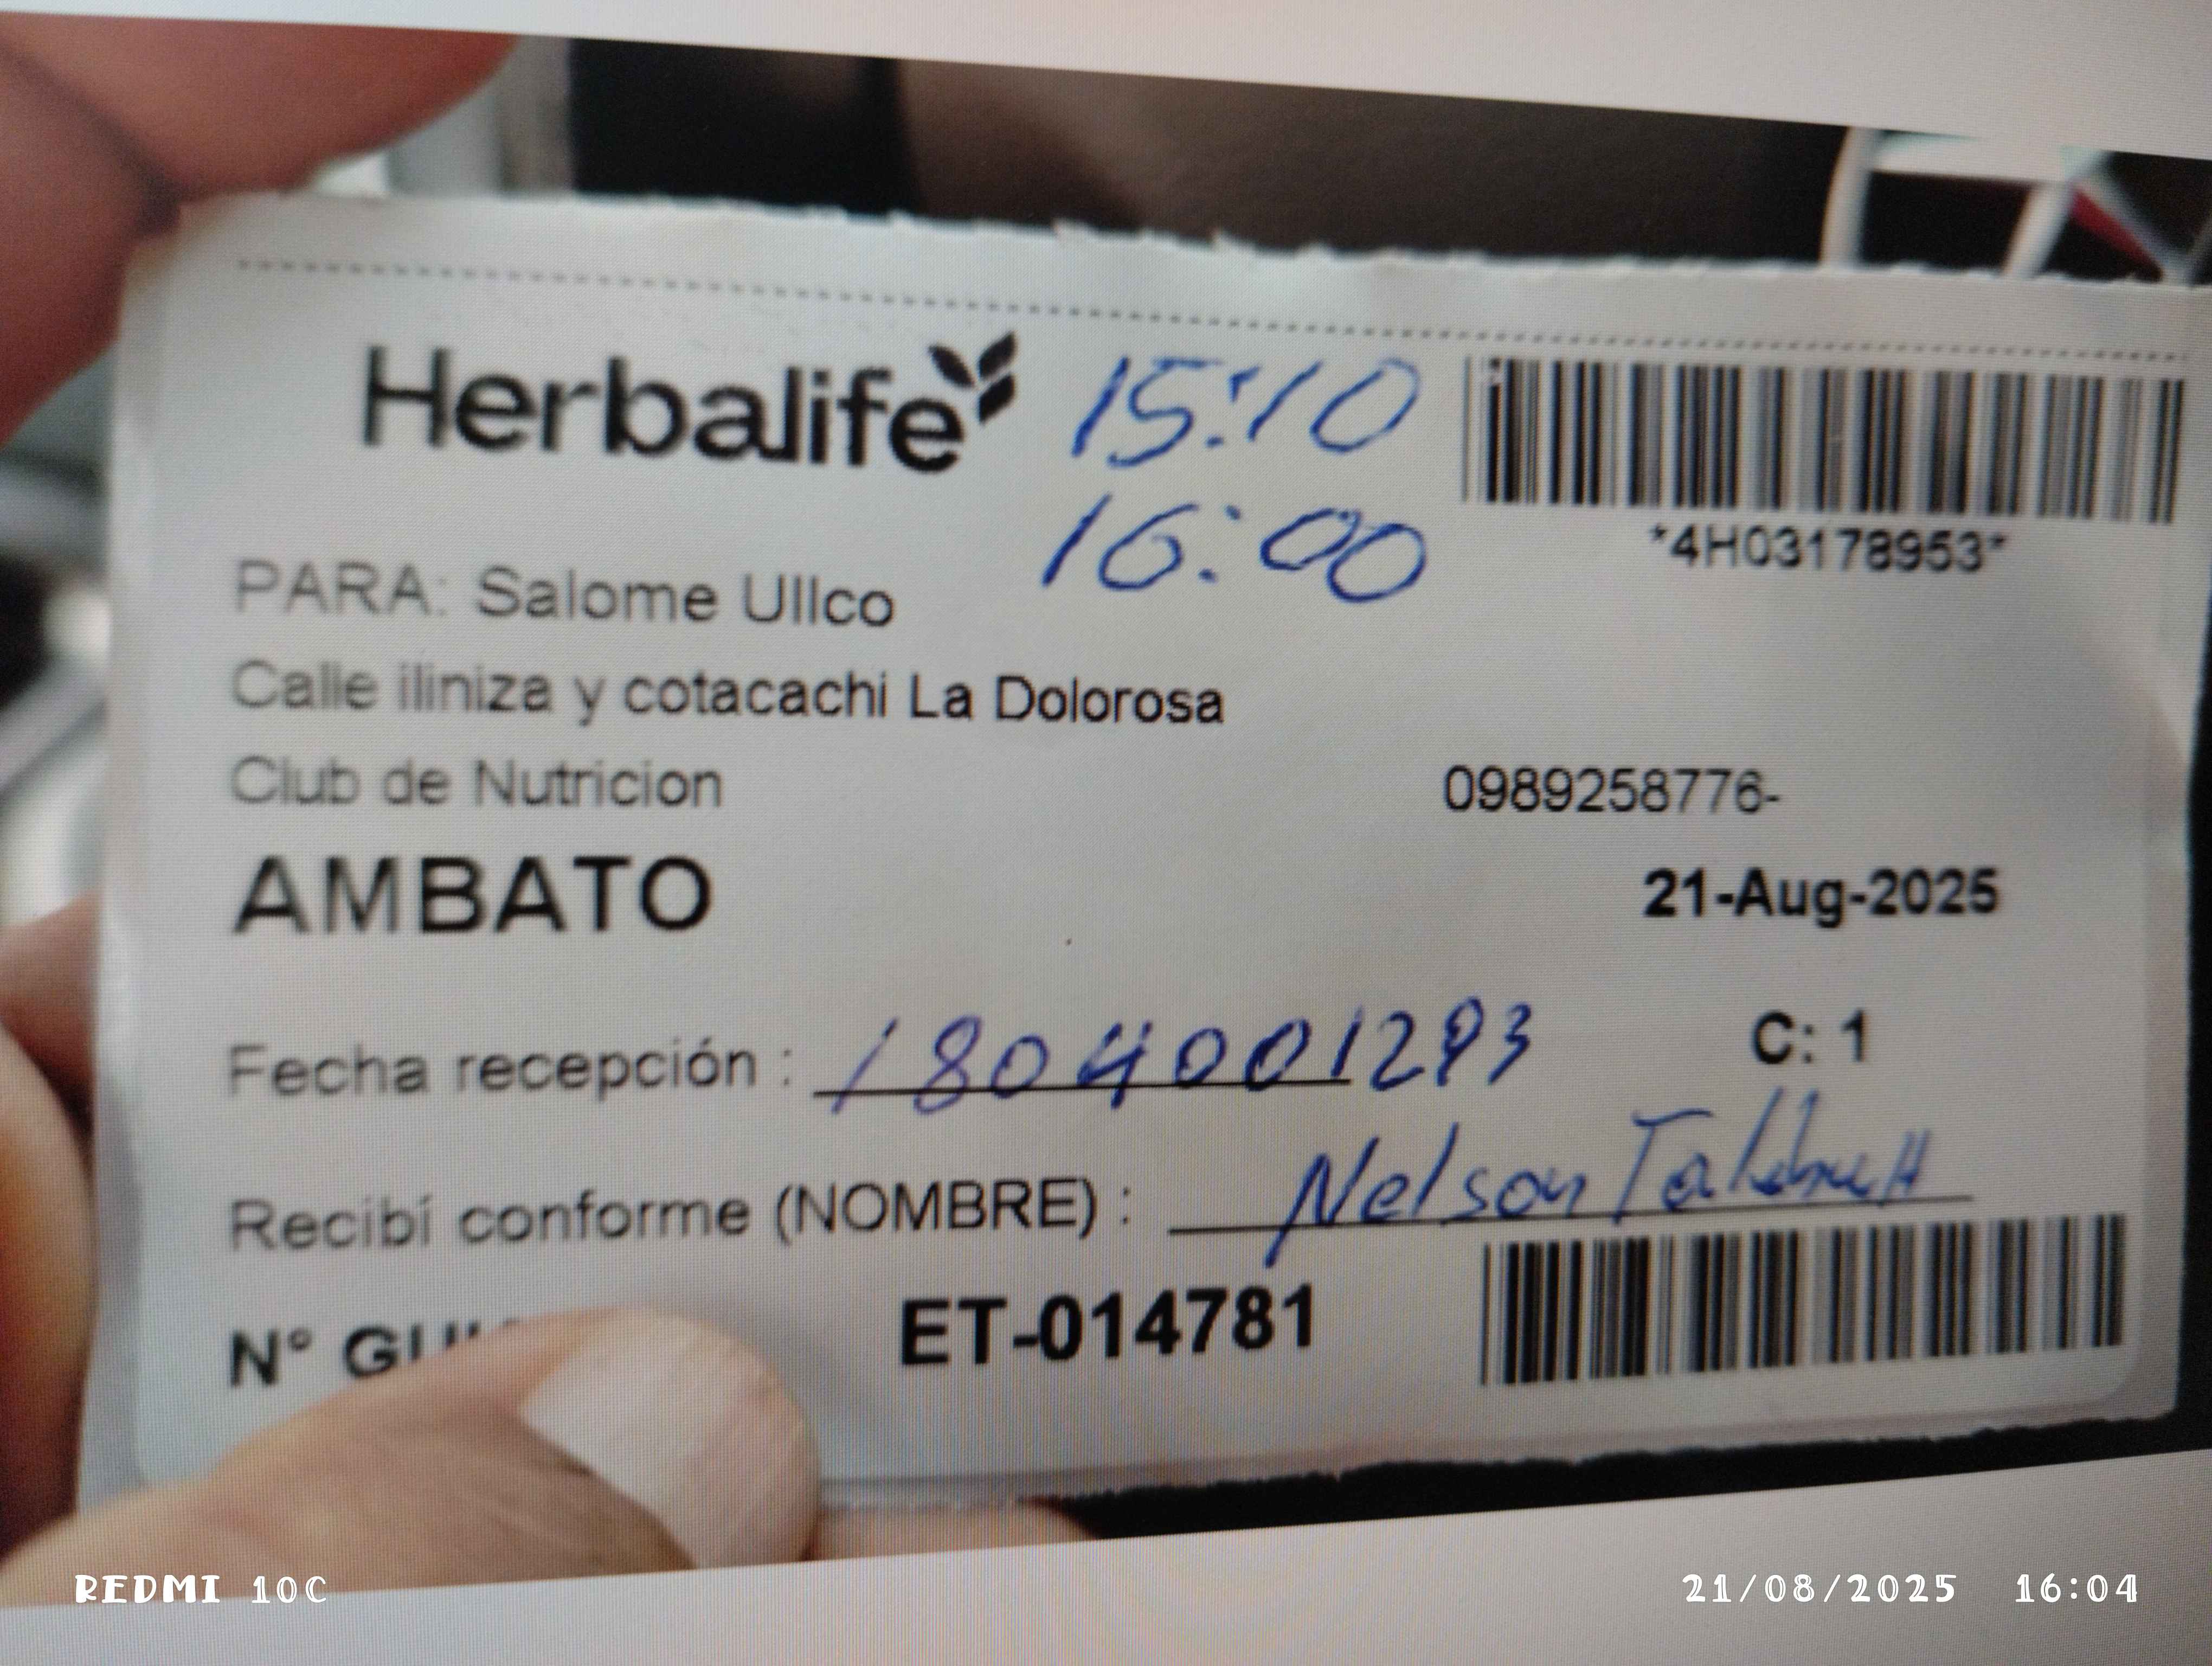 Herbalife 15:10
16:00
*4H03178953*
PARA: Salome Ullco
Calle iliniza y cotacachi La Dolorosa
Club de Nutricion 0989258776-
AMBATO 21-Aug-2025
Fecha recepción : 1804001293 C: 1
Recibí conforme (NOMBRE) : Nelson
N° ET-014781
REDMI 10C 21/08/2025 16:04